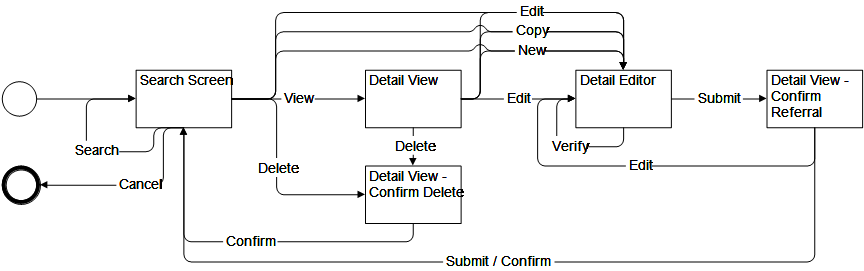 Edit
Copy
New
Search Screen
Detail View
Detail Editor
Detail View -
Confirm
Referral
View
Edit
Submit
Search
Delete
Verify
Delete
Edit
Cancel
Detail View -
Confirm Delete
Confirm
Submit / Confirm